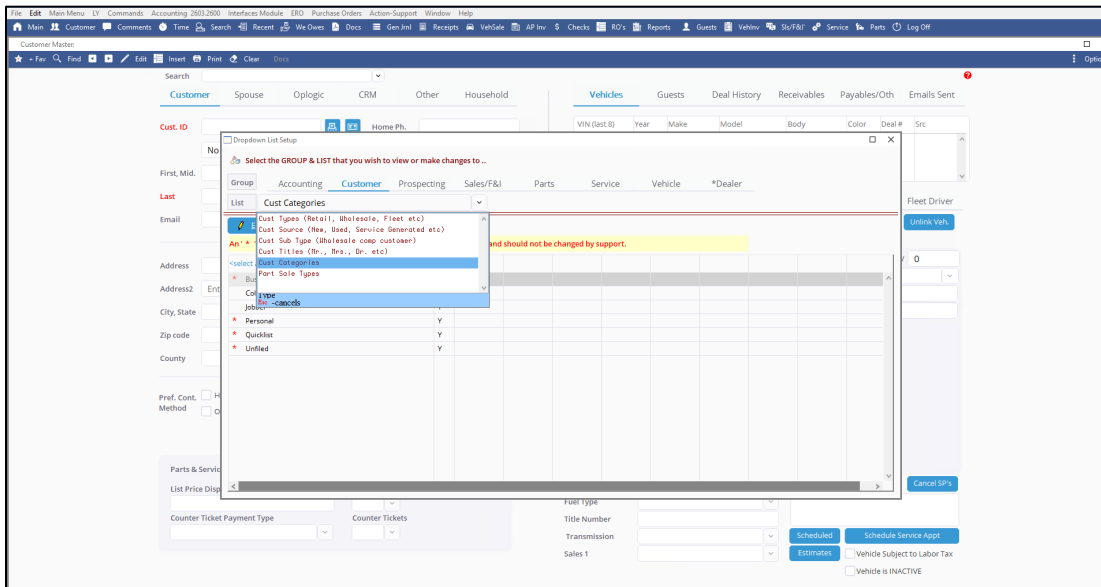 File Edit Main Menu LY Commands Accounting 2603.2600 Interfaces Module ERO Purchase Orders Action-Support Window Help
Main Customer Comments Time Search Recent We Owes Docs Gen Jrnl Receipts VehSale AP Inv $ Checks RO's Reports Guests VehInv Sls/F&I' Service Parts Log Off
Customer Master:
+ Fav Find Edit Insert Print Clear Docs Optio
Search
Customer Spouse Oplogic CRM Other Household Vehicles Guests Deal History Receivables Payables/Oth Emails Sent
Cust. ID Home Ph. VIN (last 8) Year Make Model Body Color Deal # Src
No
Dropdown List Setup
Select the GROUP & LIST that you wish to view or make changes to ..
First, Mid.
Group Accounting Customer Prospecting Sales/F&I Parts Service Vehicle *Dealer
Last List Cust Categories Fleet Driver
Email Unlink Veh.
Cust Types (Retail, Wholesale, Fleet etc)
Cust Source (New, Used, Service Generated etc)
An ' * Cust Sub Type (Wholesale comp customer) and should not be changed by support.
Cust Titles (Mr., Mrs., Dr. etc)
Address <select Cust Categories 0
* Bus Part Sale Types
Address2 Ent Col Type
Esc -cancels
City, State Jobber Y
* Personal Y
Zip code * Quicklist Y
* Unfiled Y
County
Pref. Cont. H
Method O
Parts & Servic
List Price Disp Cancel SP's
Fuel Type
Counter Ticket Payment Type Counter Tickets Title Number
Transmission Scheduled Schedule Service Appt
Sales 1 Estimates Vehicle Subject to Labor Tax
Vehicle is INACTIVE